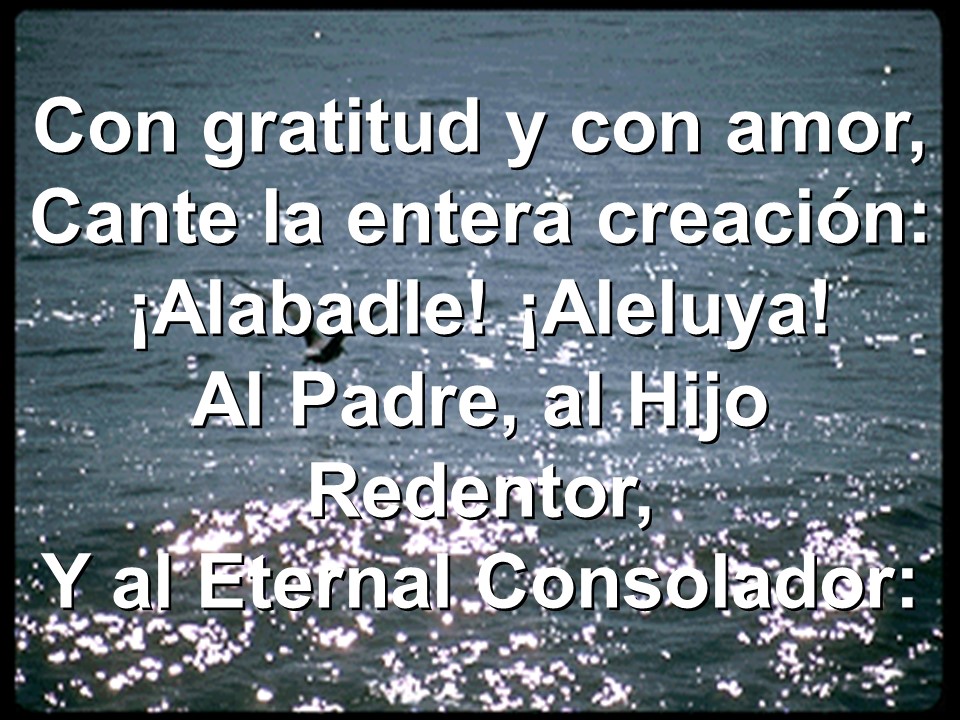 Con gratitud y con amor,
Cante la entera creación:
¡Alabadle! ¡Aleluya!
Al Padre, al Hijo
Redentor,
Y al Eternal Consolador: